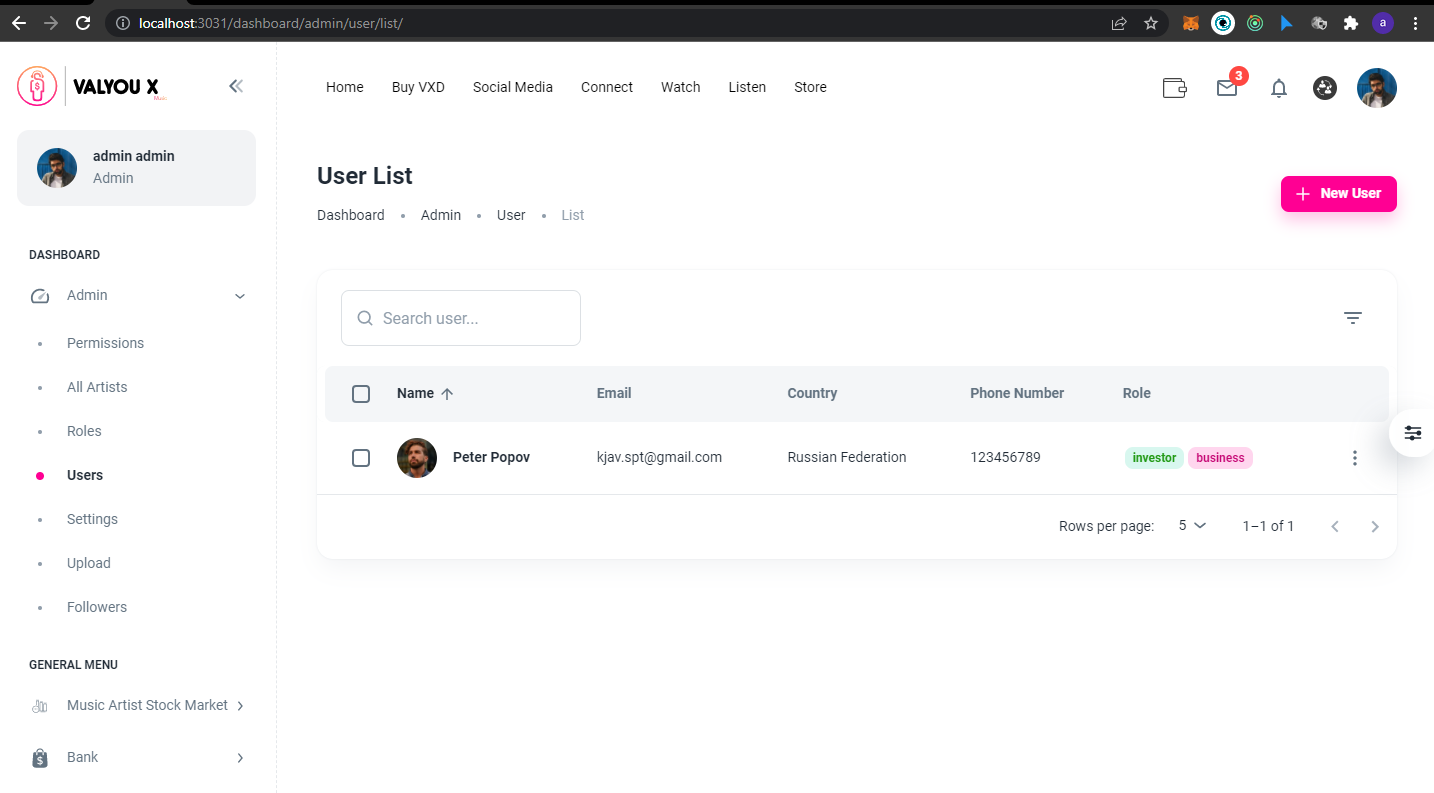 localhost:3031/dashboard/admin/user/list/
a
VALYOU X
Home Buy VXD Social Media Connect Watch Listen Store
3
admin admin
Admin
User List
Dashboard • Admin • User • List
New User
DASHBOARD
Admin
Permissions
All Artists
Roles
Users
Settings
Upload
Followers
GENERAL MENU
Music Artist Stock Market
Bank
Search user...
Name Email Country Phone Number Role
Peter Popov kjav.spt@gmail.com Russian Federation 123456789 investor business
Rows per page: 5 1–1 of 1